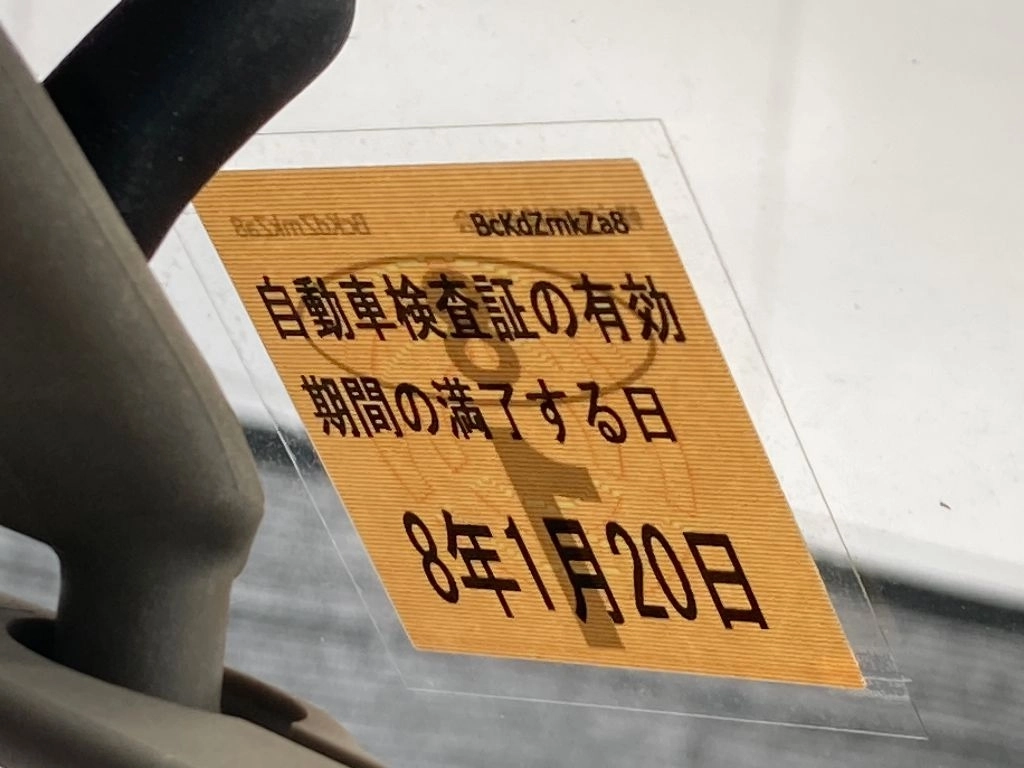 BcKdZmkZa8
自動車検査証の有効
期間の満了する日
8年1月20日